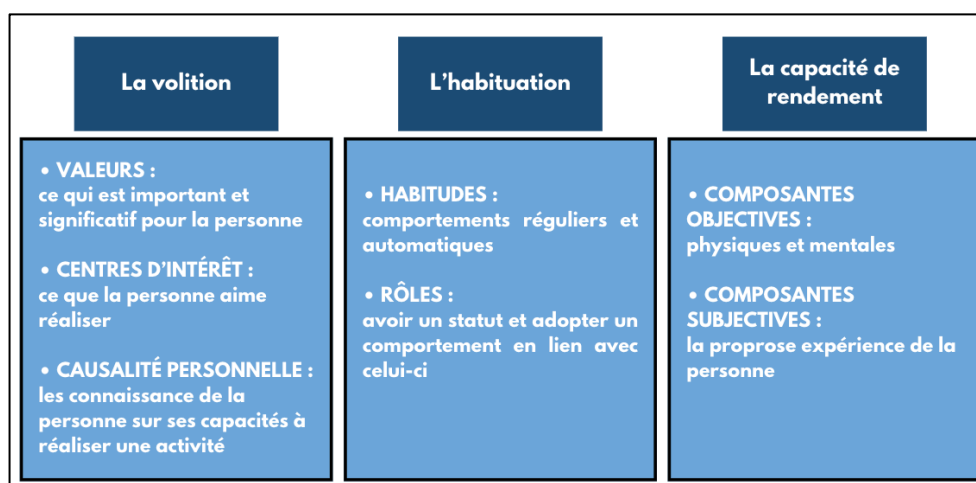 La volition
• VALEURS :
ce qui est important et
significatif pour la personne
• CENTRES D'INTÉRÊT :
ce que la personne aime
réaliser
• CAUSALITÉ PERSONNELLE :
les connaissance de la
personne sur ses capacités à
réaliser une activité
L'habituation
• HABITUDES :
comportements réguliers et
automatiques
• RÔLES :
avoir un statut et adopter un
comportement en lien avec
celui-ci
La capacité de
rendement
• COMPOSANTES
OBJECTIVES :
physiques et mentales
• COMPOSANTES
SUBJECTIVES :
la proprose expérience de la
personne